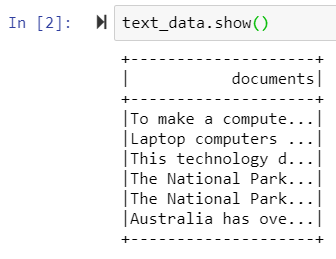 In [2]: text_data.show()
+--------------------+
|           documents|
+--------------------+
|To make a compute...|
|Laptop computers ...|
|This technology d...|
|The National Park...|
|The National Park...|
|Australia has ove...|
+--------------------+